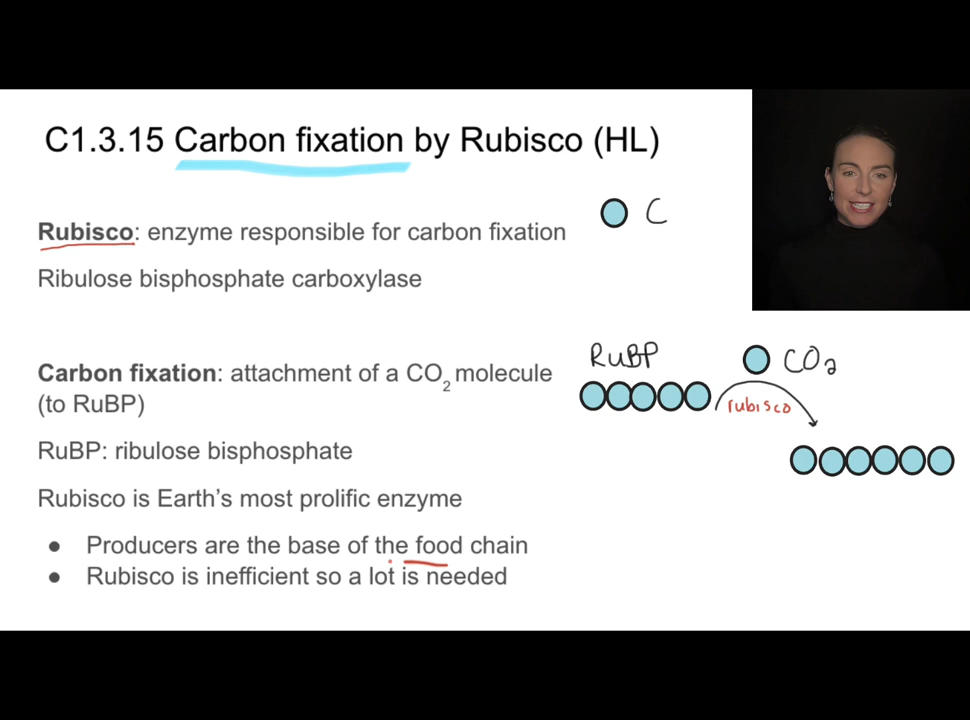 C1.3.15 Carbon fixation by Rubisco (HL)
Rubisco: enzyme responsible for carbon fixation
C
Ribulose bisphosphate carboxylase
RuBP
CO2
rubisco
Carbon fixation: attachment of a CO2 molecule
(to RuBP)
RuBP: ribulose bisphosphate
Rubisco is Earth's most prolific enzyme
● Producers are the base of the food chain
● Rubisco is inefficient so a lot is needed